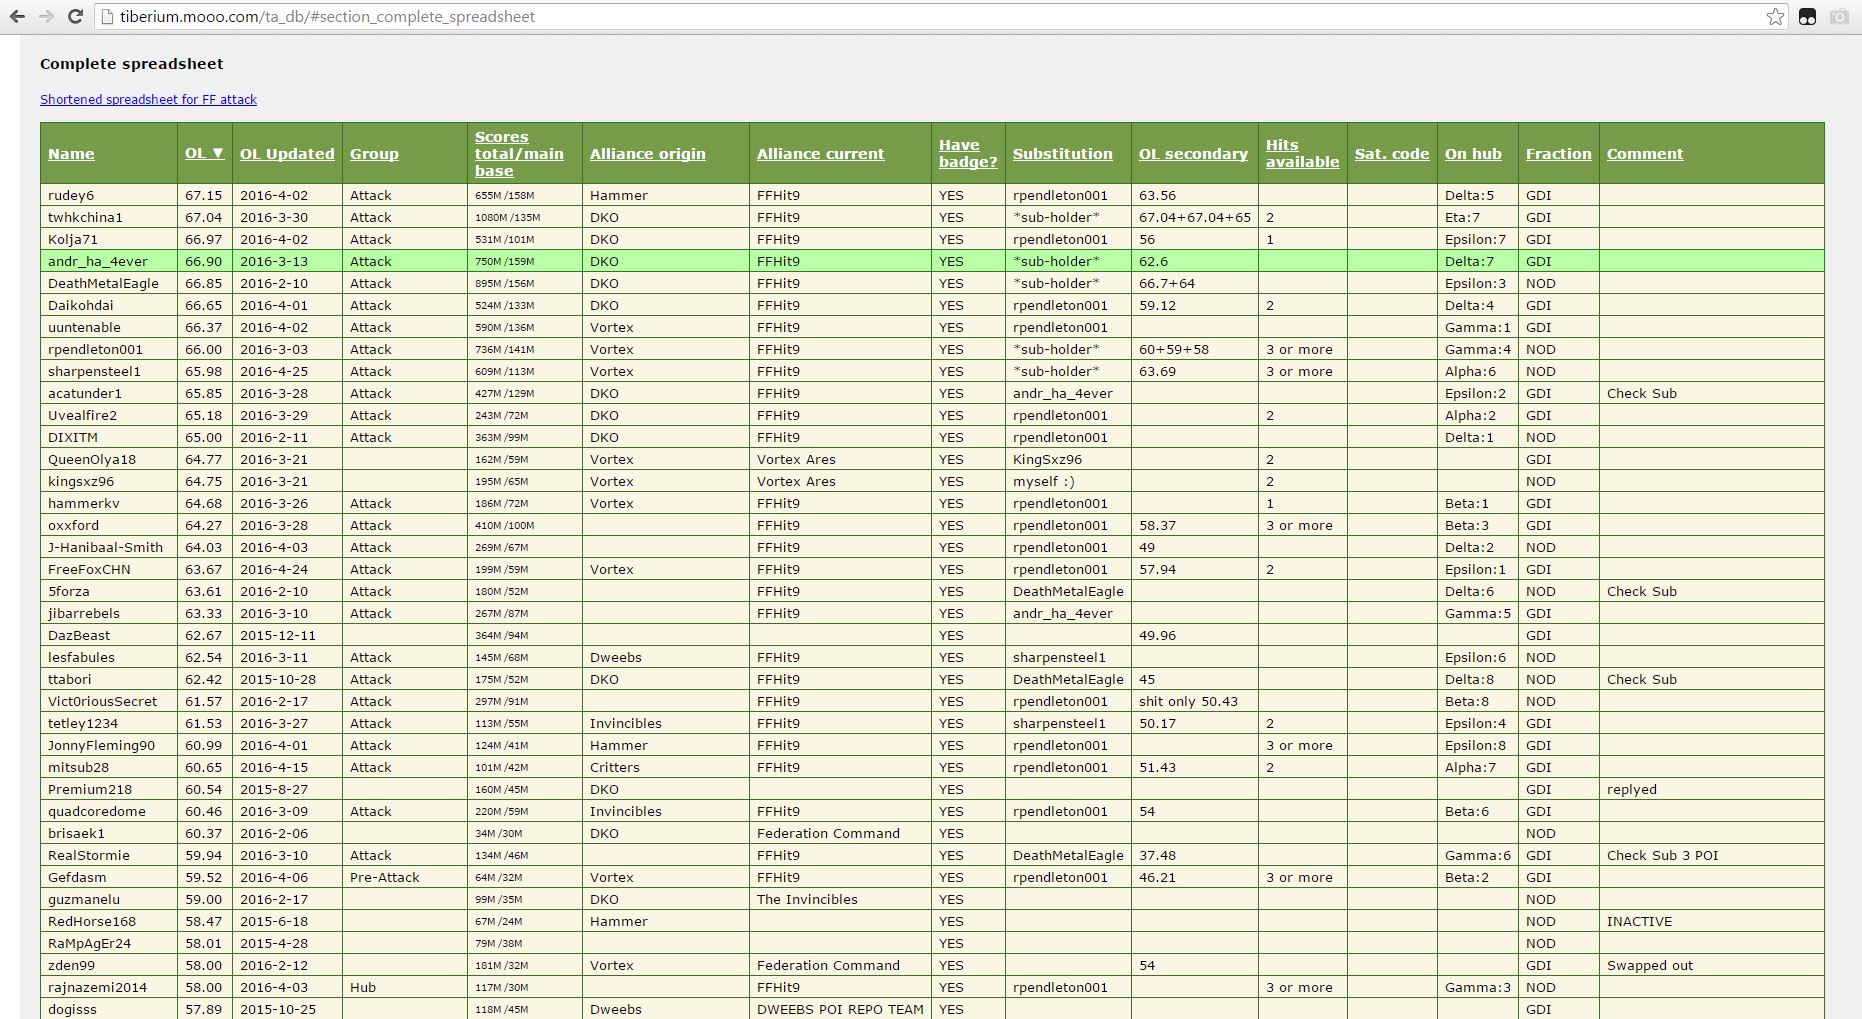 tiberium.mooo.com/ta_db/#section_complete_spreadsheet
Complete spreadsheet
Shortened spreadsheet for FF attack
Name OL ▼ OL Updated Group Scores total/main base Alliance origin Alliance current Have badge? Substitution OL secondary Hits available Sat. code On hub Fraction Comment
rudey6 67.15 2016-4-02 Attack 655M /158M Hammer FFHit9 YES rpendleton001 63.56 Delta:5 GDI
twhkchina1 67.04 2016-3-30 Attack 1080M /135M DKO FFHit9 YES *sub-holder* 67.04+67.04+65 2 Eta:7 GDI
Kolja71 66.97 2016-4-02 Attack 531M /101M DKO FFHit9 YES rpendleton001 56 1 Epsilon:7 GDI
andr_ha_4ever 66.90 2016-3-13 Attack 750M /159M DKO FFHit9 YES *sub-holder* 62.6 Delta:7 GDI
DeathMetalEagle 66.85 2016-2-10 Attack 895M /156M DKO FFHit9 YES *sub-holder* 66.7+64 Epsilon:3 NOD
Daikohdai 66.65 2016-4-01 Attack 524M /133M DKO FFHit9 YES rpendleton001 59.12 2 Delta:4 GDI
uuntenable 66.37 2016-4-02 Attack 590M /136M Vortex FFHit9 YES rpendleton001 Gamma:1 GDI
rpendleton001 66.00 2016-3-03 Attack 736M /141M Vortex FFHit9 YES *sub-holder* 60+59+58 3 or more Gamma:4 NOD
sharpensteel1 65.98 2016-4-25 Attack 609M /113M Vortex FFHit9 YES *sub-holder* 63.69 3 or more Alpha:6 NOD
acatunder1 65.85 2016-3-28 Attack 427M /129M DKO FFHit9 YES andr_ha_4ever Epsilon:2 GDI Check Sub
Uvealfire2 65.18 2016-3-29 Attack 243M /72M DKO FFHit9 YES rpendleton001 2 Alpha:2 GDI
DIXITM 65.00 2016-2-11 Attack 363M /99M DKO FFHit9 YES rpendleton001 Delta:1 NOD
QueenOlya18 64.77 2016-3-21 162M /59M Vortex Vortex Ares YES KingSxz96 2 GDI
kingsxz96 64.75 2016-3-21 195M /65M Vortex Vortex Ares YES myself :) 2 NOD
hammerkv 64.68 2016-3-26 Attack 186M /72M Vortex FFHit9 YES rpendleton001 1 Beta:1 GDI
oxxford 64.27 2016-3-28 Attack 410M /100M FFHit9 YES rpendleton001 58.37 3 or more Beta:3 GDI
J-Hanibaal-Smith 64.03 2016-4-03 Attack 269M /67M FFHit9 YES rpendleton001 49 Delta:2 NOD
FreeFoxCHN 63.67 2016-4-24 Attack 199M /59M Vortex FFHit9 YES rpendleton001 57.94 2 Epsilon:1 GDI
5forza 63.61 2016-2-10 Attack 180M /52M FFHit9 YES DeathMetalEagle Delta:6 NOD Check Sub
jibarrebels 63.33 2016-3-10 Attack 267M /87M FFHit9 YES andr_ha_4ever Gamma:5 GDI
DazBeast 62.67 2015-12-11 364M /94M YES 49.96 GDI
lesfabules 62.54 2016-3-11 Attack 145M /68M Dweebs FFHit9 YES sharpensteel1 Epsilon:6 NOD
ttabori 62.42 2015-10-28 Attack 175M /52M DKO FFHit9 YES DeathMetalEagle 45 Delta:8 NOD Check Sub
Vict0riousSecret 61.57 2016-2-17 Attack 297M /91M FFHit9 YES rpendleton001 shit only 50.43 Beta:8 NOD
tetley1234 61.53 2016-3-27 Attack 113M /55M Invincibles FFHit9 YES sharpensteel1 50.17 2 Epsilon:4 GDI
JonnyFleming90 60.99 2016-4-01 Attack 124M /41M Hammer FFHit9 YES rpendleton001 3 or more Epsilon:8 GDI
mitsub28 60.65 2016-4-15 Attack 101M /42M Critters FFHit9 YES rpendleton001 51.43 2 Alpha:7 GDI
Premium218 60.54 2015-8-27 160M /45M DKO YES GDI replyed
quadcoredome 60.46 2016-3-09 Attack 220M /59M Invincibles FFHit9 YES rpendleton001 54 Beta:6 GDI
brisaek1 60.37 2016-2-06 34M /30M DKO Federation Command YES NOD
RealStormie 59.94 2016-3-10 Attack 134M /46M FFHit9 YES DeathMetalEagle 37.48 Gamma:6 GDI Check Sub 3 POI
Gefdasm 59.52 2016-4-06 Pre-Attack 64M /32M Vortex FFHit9 YES rpendleton001 46.21 3 or more Beta:2 GDI
guzmanelu 59.00 2016-2-17 99M /35M DKO The Invincibles YES NOD
RedHorse168 58.47 2015-6-18 67M /24M Hammer YES NOD INACTIVE
RaMpAgEr24 58.01 2015-4-28 79M /38M YES NOD
zden99 58.00 2016-2-12 181M /32M Vortex Federation Command YES 54 GDI Swapped out
rajnazemi2014 58.00 2016-4-03 Hub 117M /30M FFHit9 YES rpendleton001 3 or more Gamma:3 NOD
dogisss 57.89 2015-10-25 118M /45M Dweebs DWEEBS POI REPO TEAM YES GDI